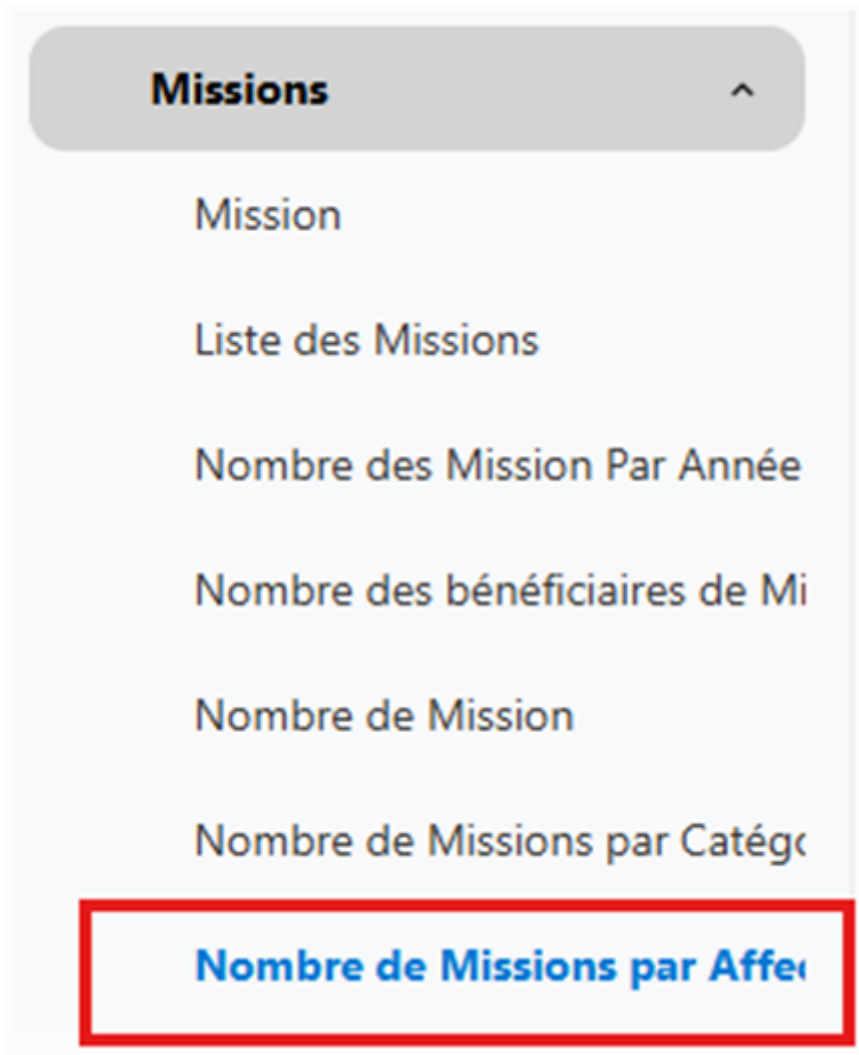 Missions
Mission
Liste des Missions
Nombre des Mission Par Année
Nombre des bénéficiaires de Mi
Nombre de Mission
Nombre de Missions par Catégo
Nombre de Missions par Affe